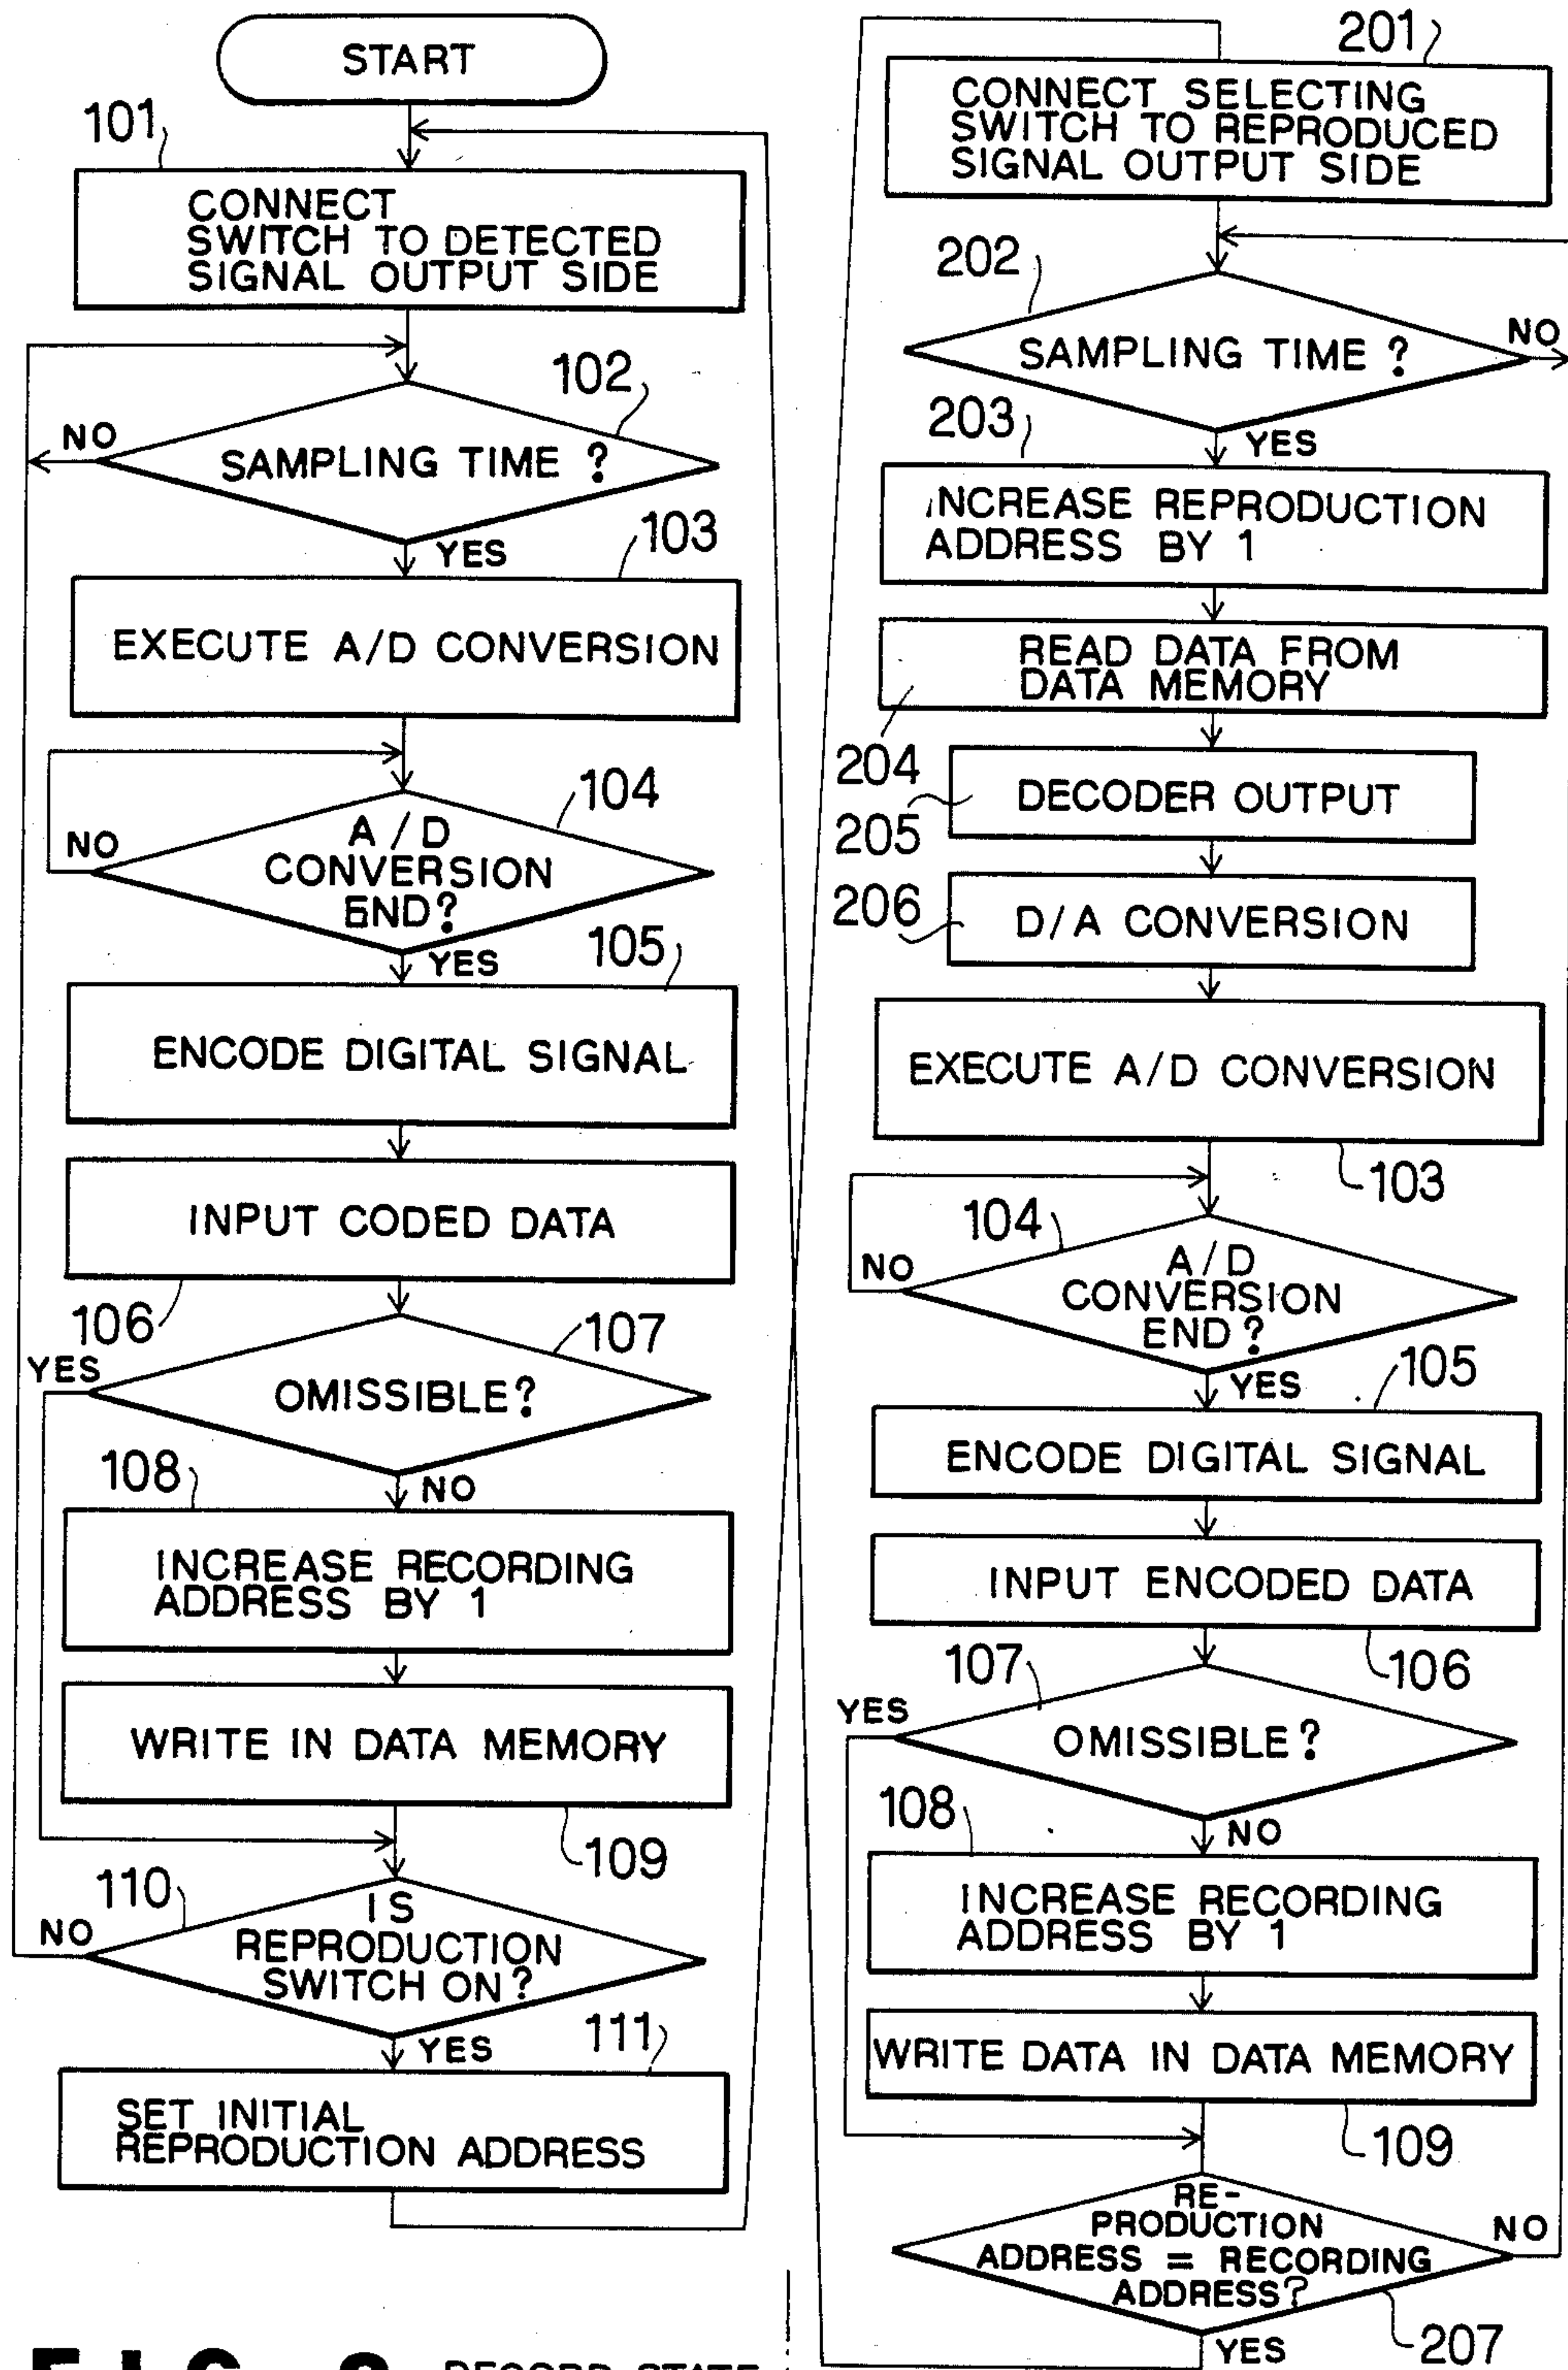 START
101
CONNECT
SWITCH TO DETECTED
SIGNAL OUTPUT SIDE
102
NO
SAMPLING TIME ?
YES
103
EXECUTE A/D CONVERSION
104
NO
A/D
CONVERSION
END?
YES
105
ENCODE DIGITAL SIGNAL
INPUT CODED DATA
106
107
YES
OMISSIBLE?
NO
108
INCREASE RECORDING
ADDRESS BY 1
WRITE IN DATA MEMORY
109
110
NO
IS
REPRODUCTION
SWITCH ON?
YES
111
SET INITIAL
REPRODUCTION ADDRESS
201
CONNECT SELECTING
SWITCH TO REPRODUCED
SIGNAL OUTPUT SIDE
202
SAMPLING TIME ?
NO
YES
203
INCREASE REPRODUCTION
ADDRESS BY 1
READ DATA FROM
DATA MEMORY
204
DECODER OUTPUT
205
206
D/A CONVERSION
EXECUTE A/D CONVERSION
103
104
NO
A/D
CONVERSION
END?
YES
105
ENCODE DIGITAL SIGNAL
INPUT ENCODED DATA
106
107
YES
OMISSIBLE?
NO
108
INCREASE RECORDING
ADDRESS BY 1
WRITE DATA IN DATA MEMORY
109
RE-
PRODUCTION
ADDRESS = RECORDING
ADDRESS?
NO
YES
207
RECORD STATE